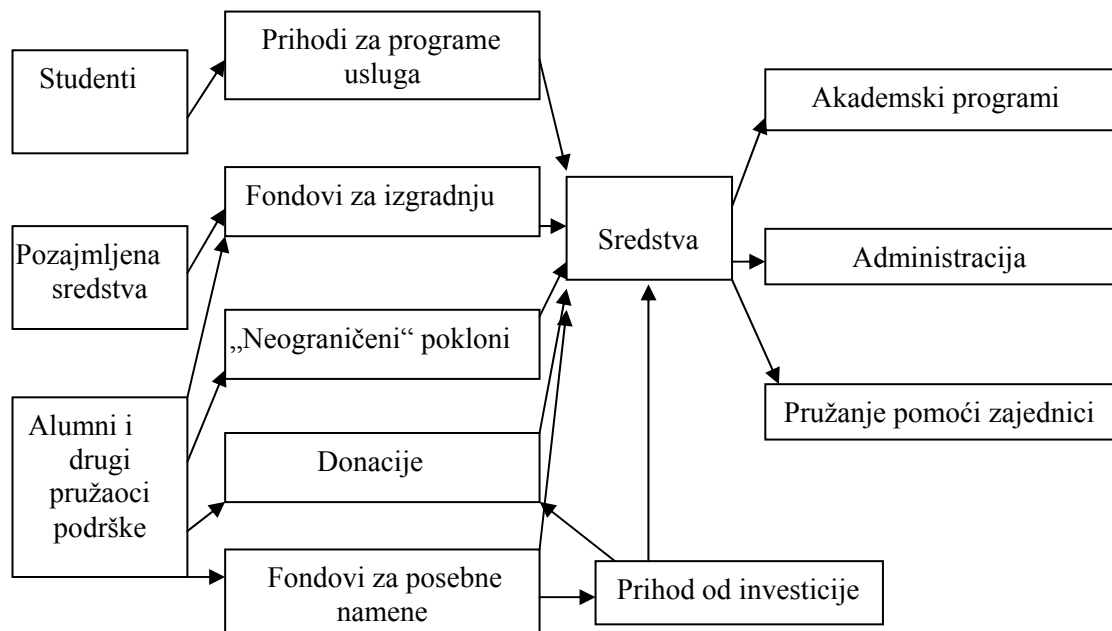 Studenti
Pozajmljena
sredstva
Alumni i
drugi
pružaoci
podrške
Prihodi za programe
usluga
Fondovi za izgradnju
„Neograničeni“ pokloni
Donacije
Fondovi za posebne
namene
Sredstva
Prihod od investicije
Akademski programi
Administracija
Pružanje pomoći zajednici